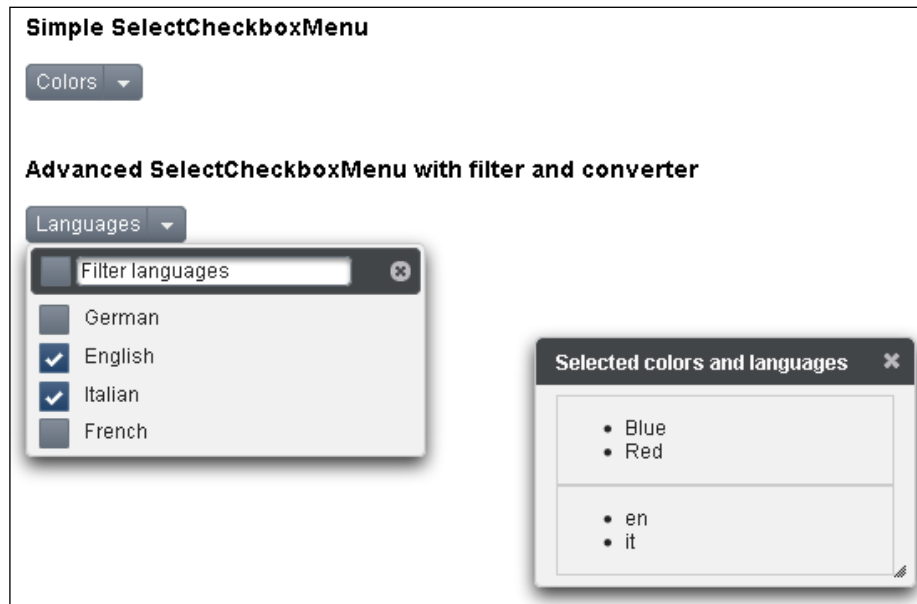 Simple SelectCheckboxMenu
Colors
Advanced SelectCheckboxMenu with filter and converter
Languages
Filter languages
German
English
Italian
French
Selected colors and languages
Blue
Red
en
it